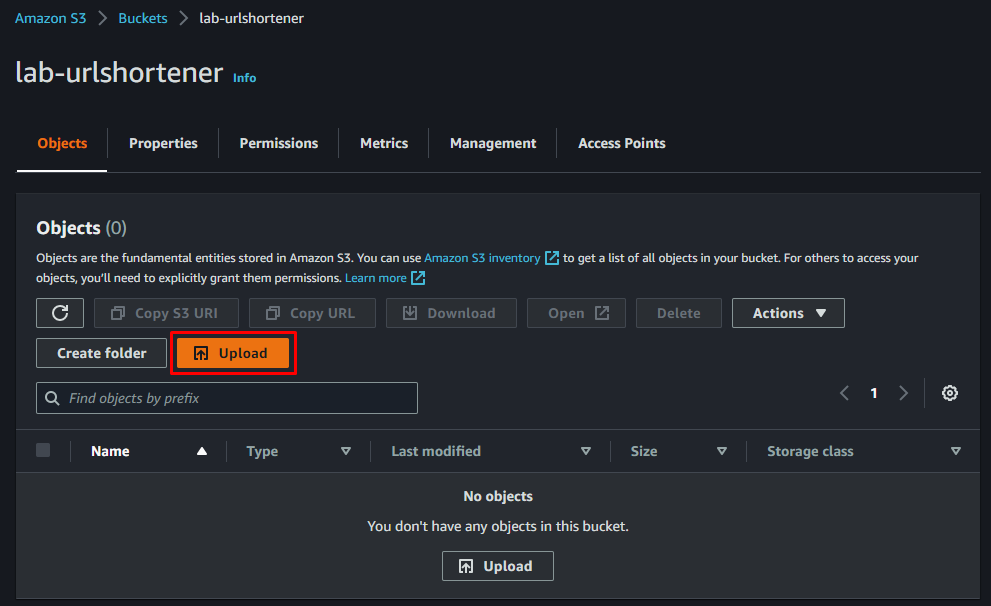 Amazon S3 > Buckets > lab-urlshortener
lab-urlshortener Info
Objects Properties Permissions Metrics Management Access Points
Objects (0)
Objects are the fundamental entities stored in Amazon S3. You can use Amazon S3 inventory to get a list of all objects in your bucket. For others to access your
objects, you'll need to explicitly grant them permissions. Learn more
Copy S3 URI Copy URL Download Open Delete Actions
Create folder Upload
Find objects by prefix 1
Name Type Last modified Size Storage class
No objects
You don't have any objects in this bucket.
Upload